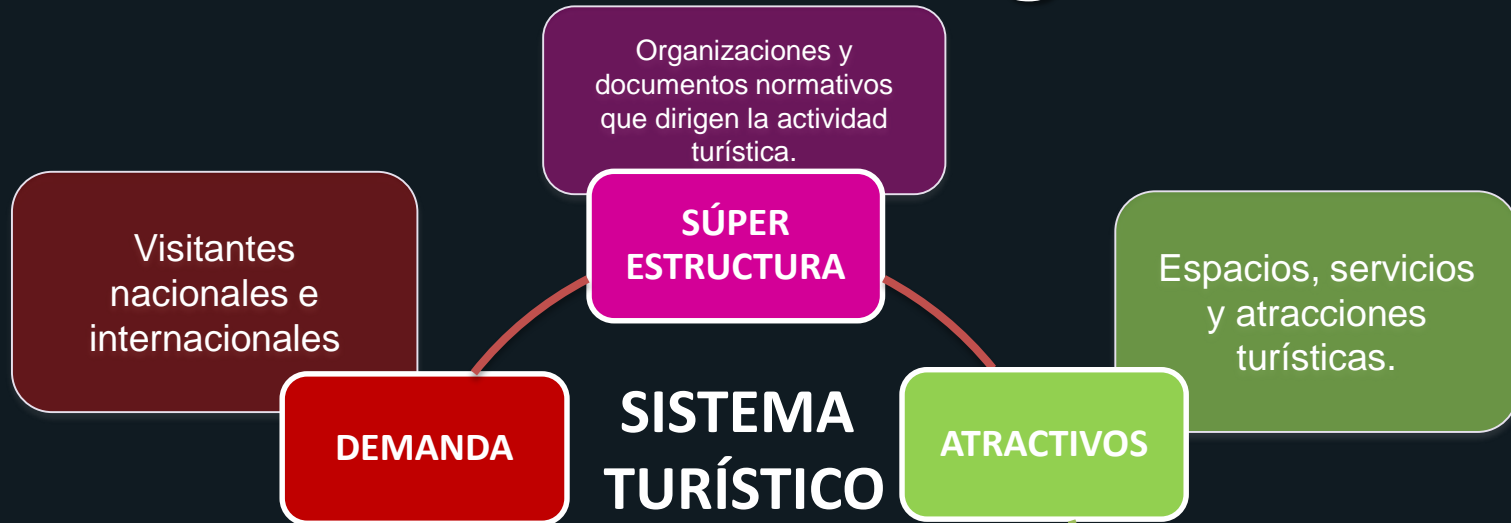 Organizaciones y
documentos normativos
que dirigen la actividad
turística.
SÚPER
ESTRUCTURA
Visitantes
nacionales e
internacionales
DEMANDA
SISTEMA
TURÍSTICO
Espacios, servicios
y atracciones
turísticas.
ATRACTIVOS